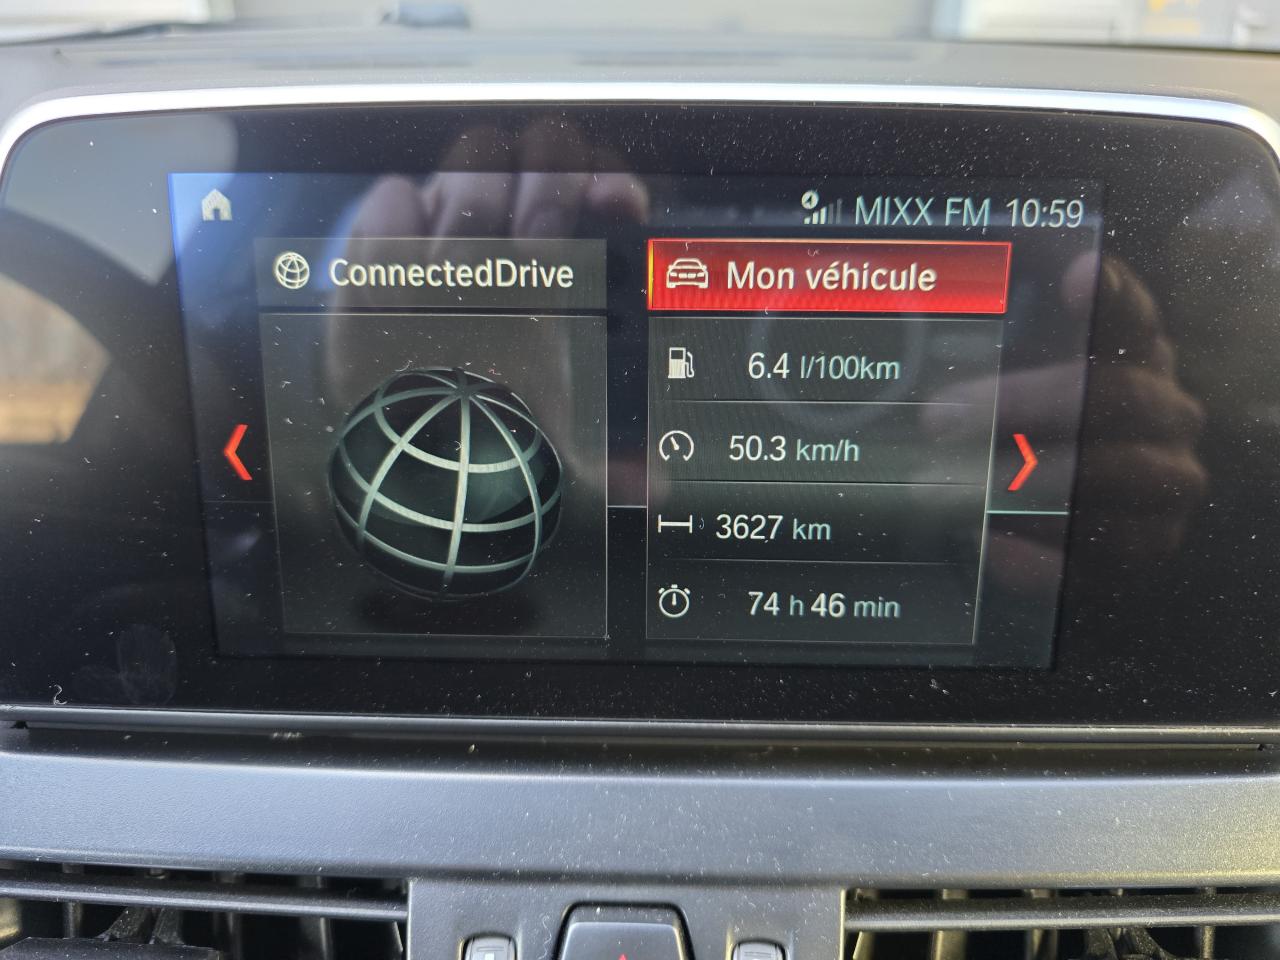 MIXX FM 10:59
ConnectedDrive
Mon véhicule
6.4 l/100km
50.3 km/h
3627 km
74 h 46 min